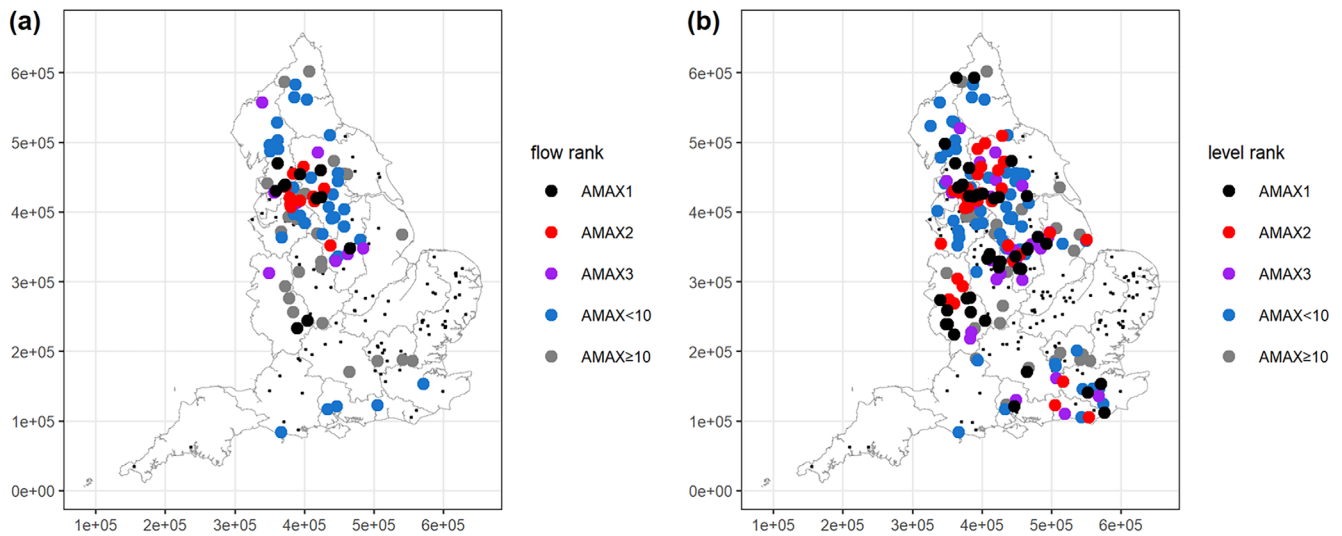 (a)
6e+05
5e+05
4e+05
3e+05
2e+05
1e+05
0e+00
1e+05 2e+05 3e+05 4e+05 5e+05 6e+05
flow rank
AMAX1
AMAX2
AMAX3
AMAX<10
AMAX≥10
(b)
6e+05
5e+05
4e+05
3e+05
2e+05
1e+05
0e+00
1e+05 2e+05 3e+05 4e+05 5e+05 6e+05
level rank
AMAX1
AMAX2
AMAX3
AMAX<10
AMAX≥10